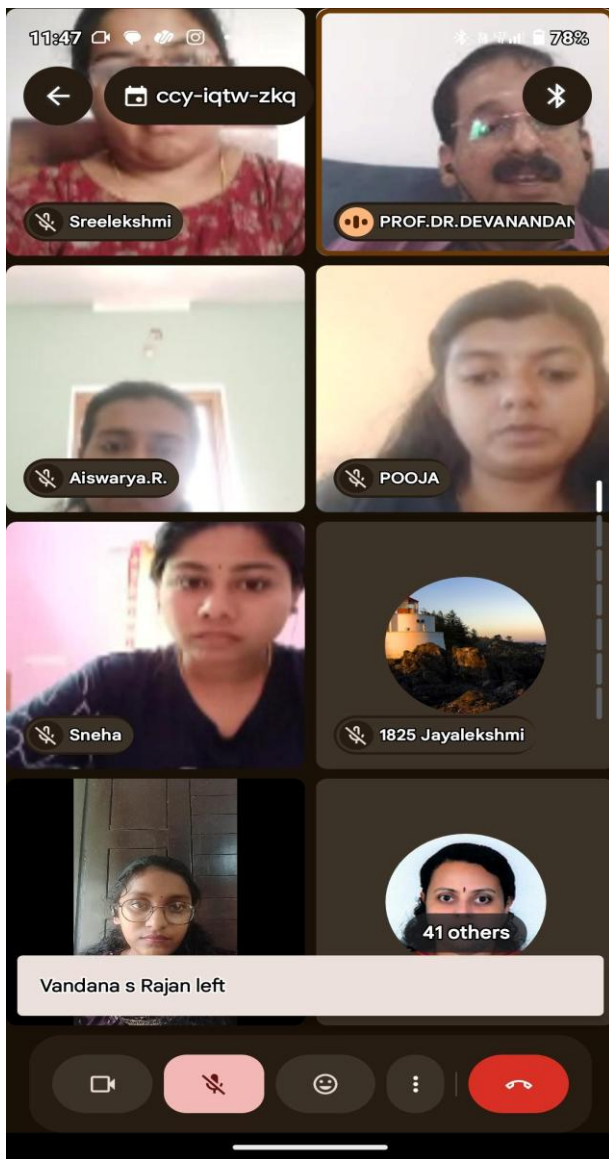 11:47 78%
ccy-iqtw-zkq
Sreelekshmi
PROF.DR.DEVANANDAN
Aiswarya.R.
POOJA
Sneha
1825 Jayalekshmi
41 others
Vandana s Rajan left